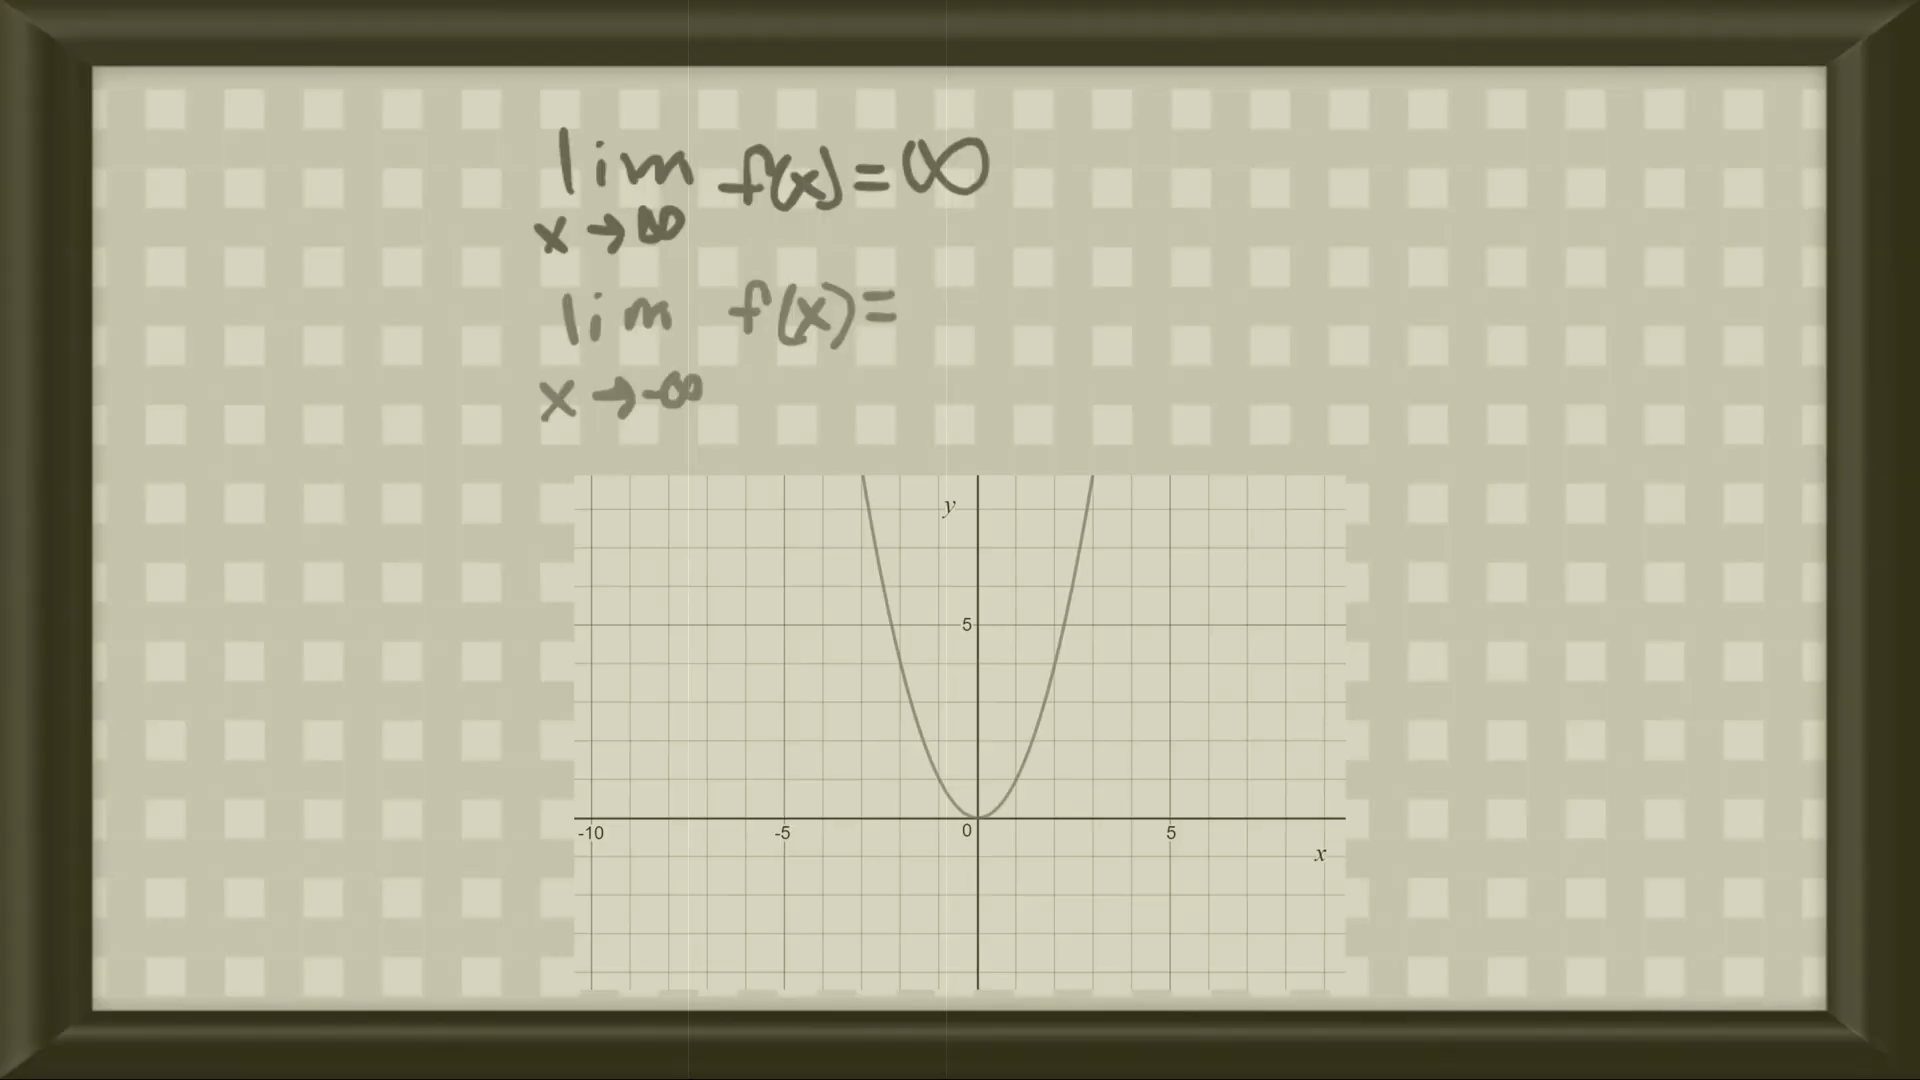 lim f(x)=∞
x→∞
lim f(x)=
x→-∞
y
5
-10 -5 0 5
x